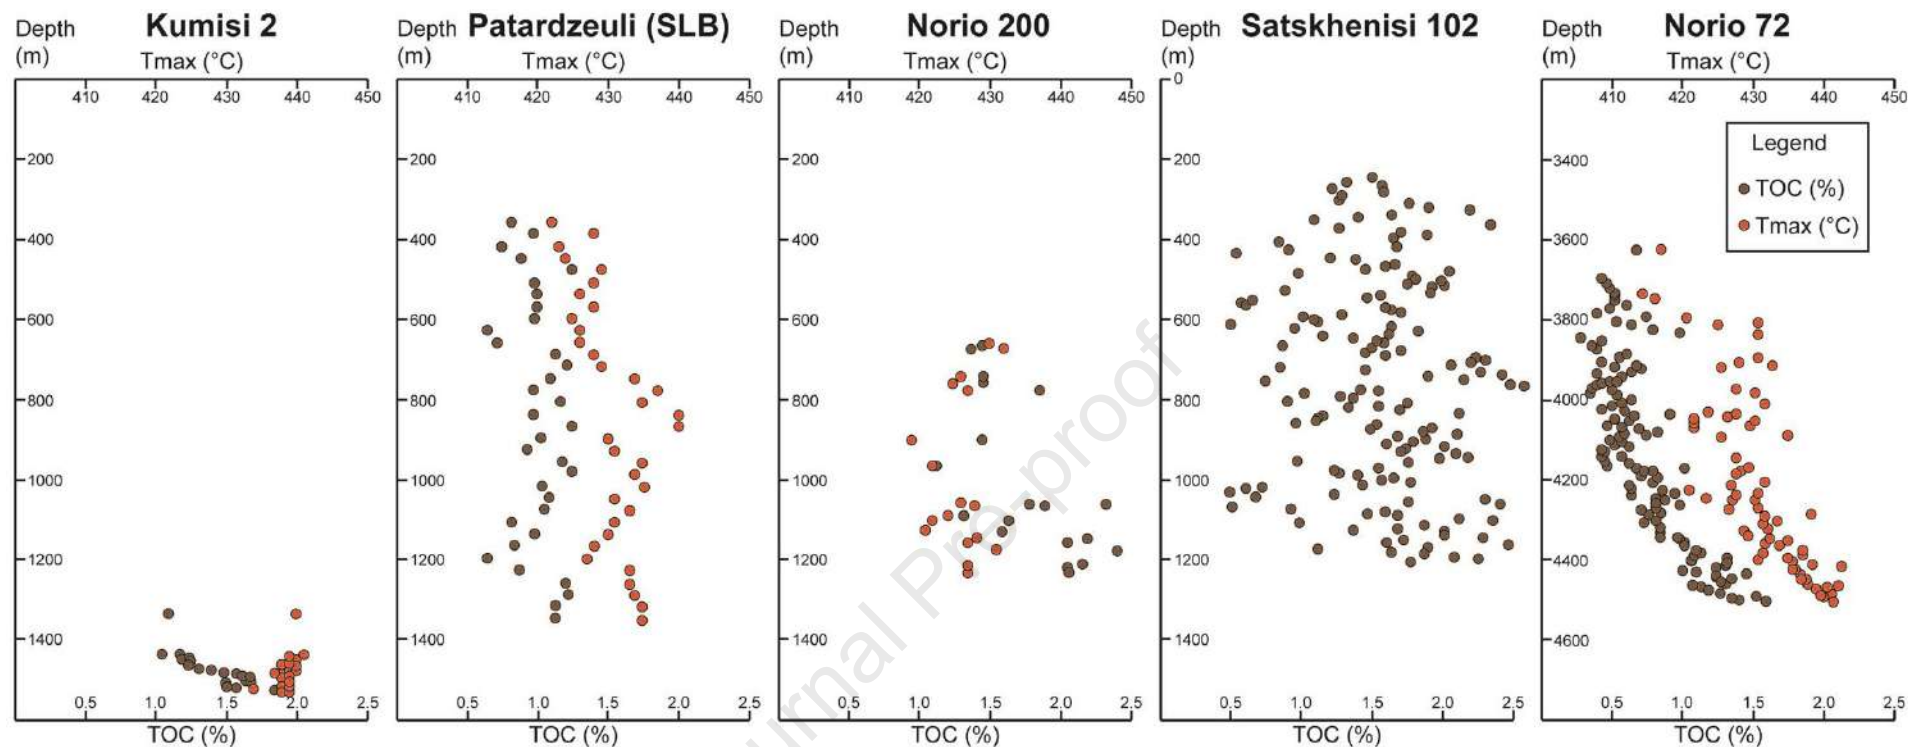 Kumisi 2
Depth
(m)
Tmax (°C)
410 420 430 440 450
200
400
600
800
1000
1200
1400
0.5 1.0 1.5 2.0 2.5
TOC (%)
Patardzeuli (SLB)
Depth
(m)
Tmax (°C)
410 420 430 440 450
200
400
600
800
1000
1200
1400
0.5 1.0 1.5 2.0 2.5
TOC (%)
Norio 200
Depth
(m)
Tmax (°C)
410 420 430 440 450
200
400
600
800
1000
1200
1400
0.5 1.0 1.5 2.0 2.5
TOC (%)
Satskhenisi 102
Depth
(m)
0
200
400
600
800
1000
1200
1400
0.5 1.0 1.5 2.0 2.5
TOC (%)
Norio 72
Depth
(m)
Tmax (°C)
410 420 430 440 450
3400
3600
3800
4000
4200
4400
4600
0.5 1.0 1.5 2.0 2.5
TOC (%)
Legend
TOC (%)
Tmax (°C)
urnal Pre-proof